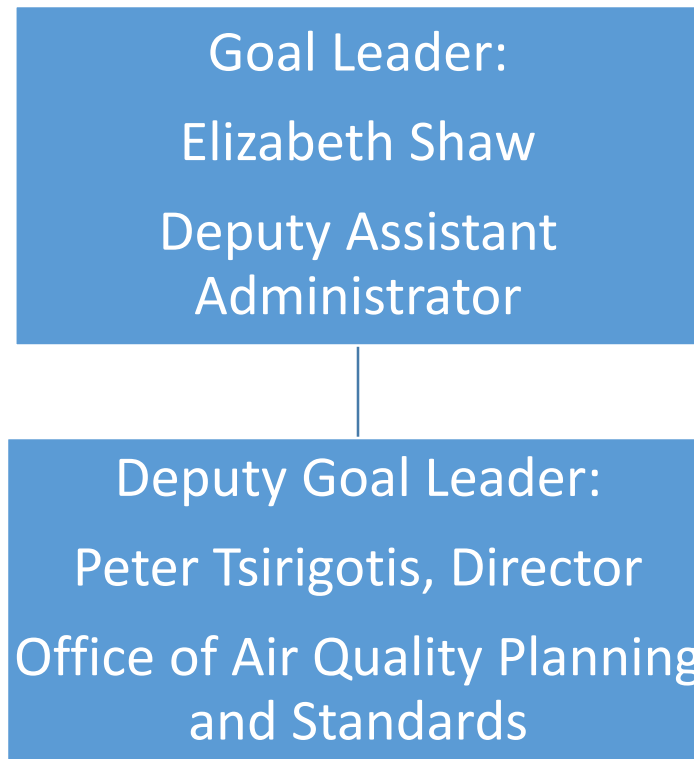 Goal Leader:
Elizabeth Shaw
Deputy Assistant
Administrator
Deputy Goal Leader:
Peter Tsirigotis, Director
Office of Air Quality Planning
and Standards